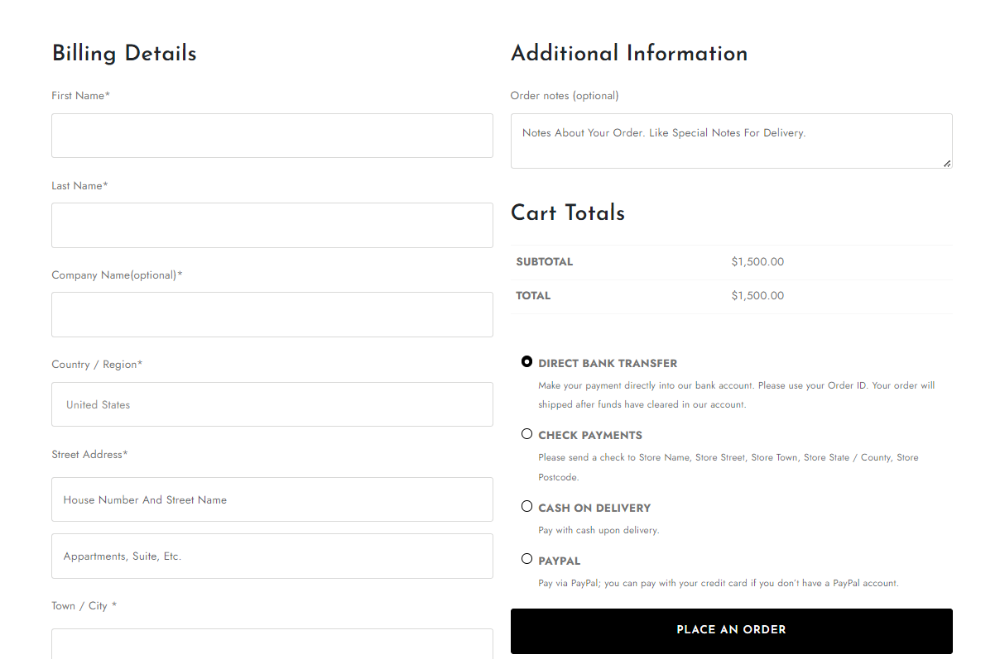 Billing Details
First Name*
Last Name*
Company Name(optional)*
Country / Region*
United States
Street Address*
House Number And Street Name
Appartments, Suite, Etc.
Town / City *
Additional Information
Order notes (optional)
Notes About Your Order. Like Special Notes For Delivery.
Cart Totals
SUBTOTAL $1,500.00
TOTAL $1,500.00
DIRECT BANK TRANSFER
Make your payment directly into our bank account. Please use your Order ID. Your order will
shipped after funds have cleared in our account.
CHECK PAYMENTS
Please send a check to Store Name, Store Street, Store Town, Store State / County, Store
Postcode.
CASH ON DELIVERY
Pay with cash upon delivery.
PAYPAL
Pay via PayPal; you can pay with your credit card if you don't have a PayPal account.
PLACE AN ORDER